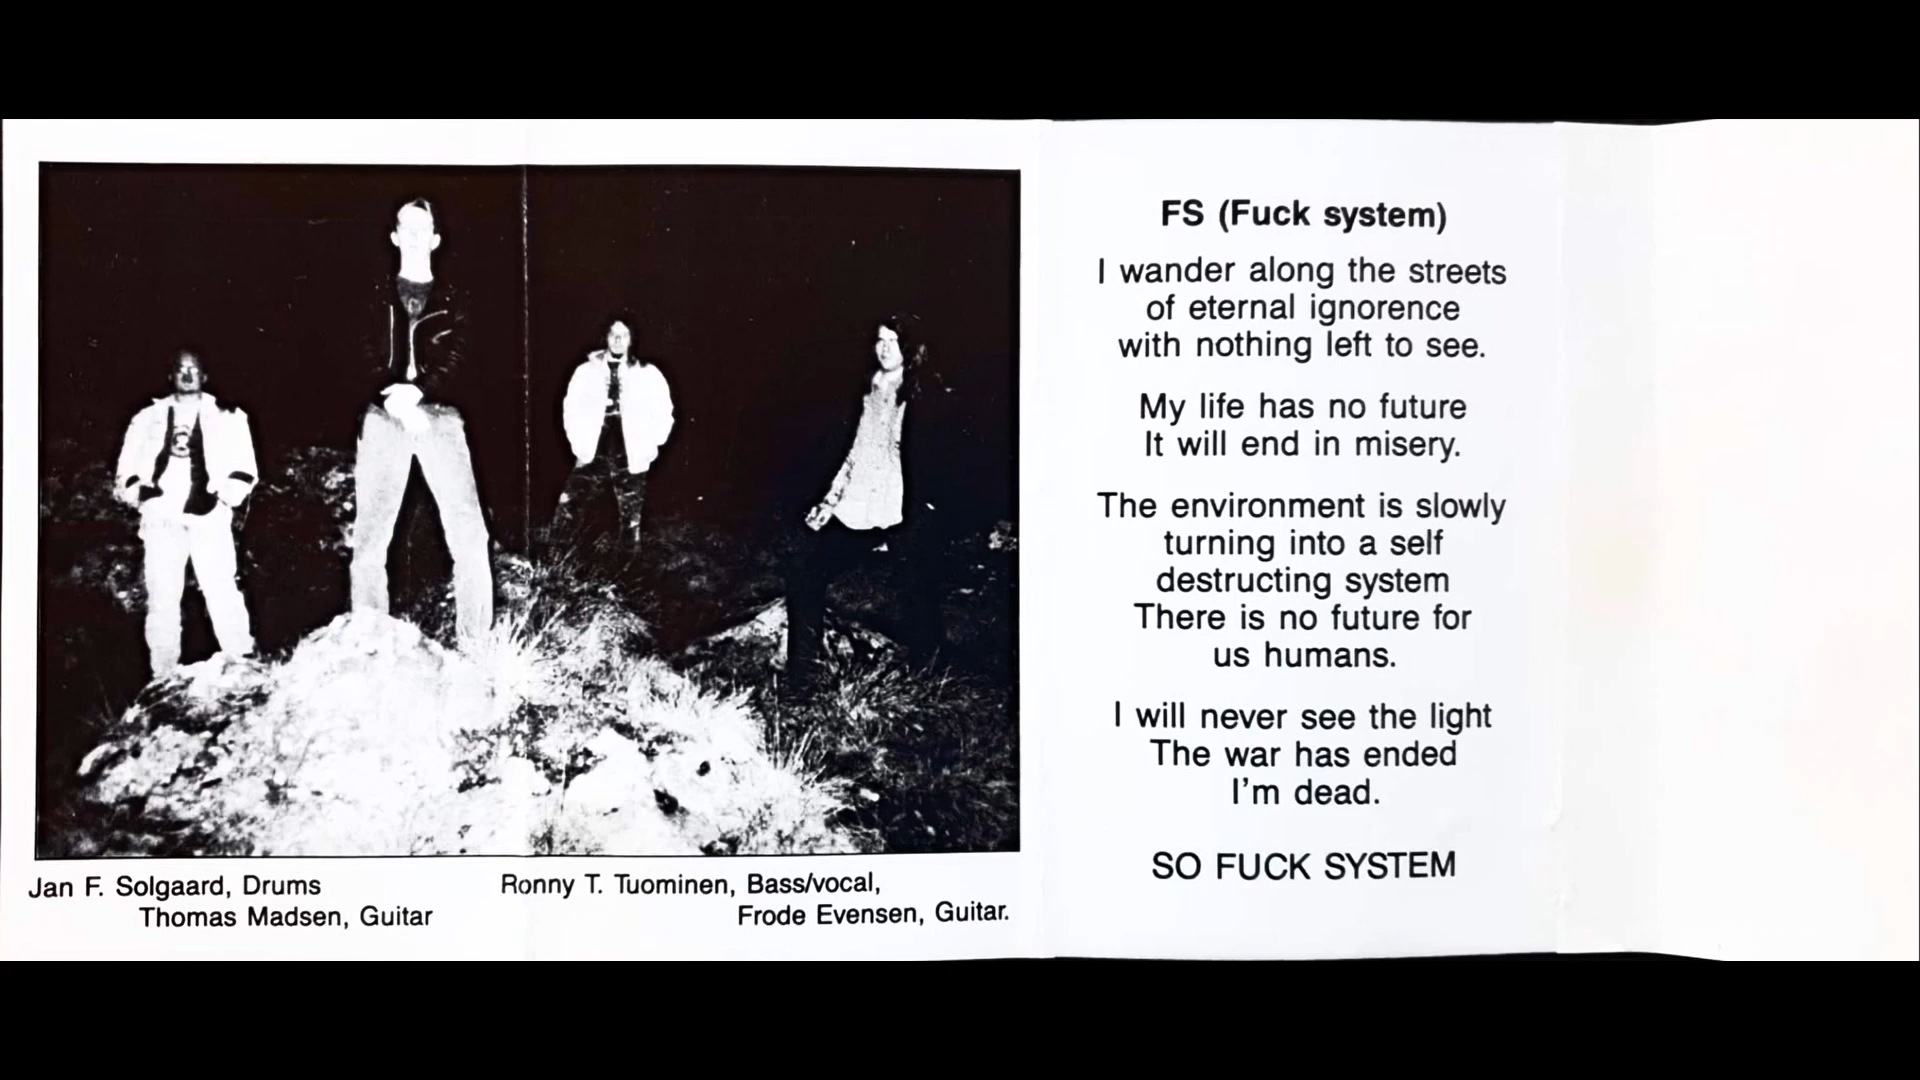 Jan F. Solgaard, Drums
Thomas Madsen, Guitar
Ronny T. Tuominen, Bass/vocal,
Frode Evensen, Guitar.
FS (Fuck system)
I wander along the streets
of eternal ignorence
with nothing left to see.
My life has no future
It will end in misery.
The environment is slowly
turning into a self
destructing system
There is no future for
us humans.
I will never see the light
The war has ended
I'm dead.
SO FUCK SYSTEM